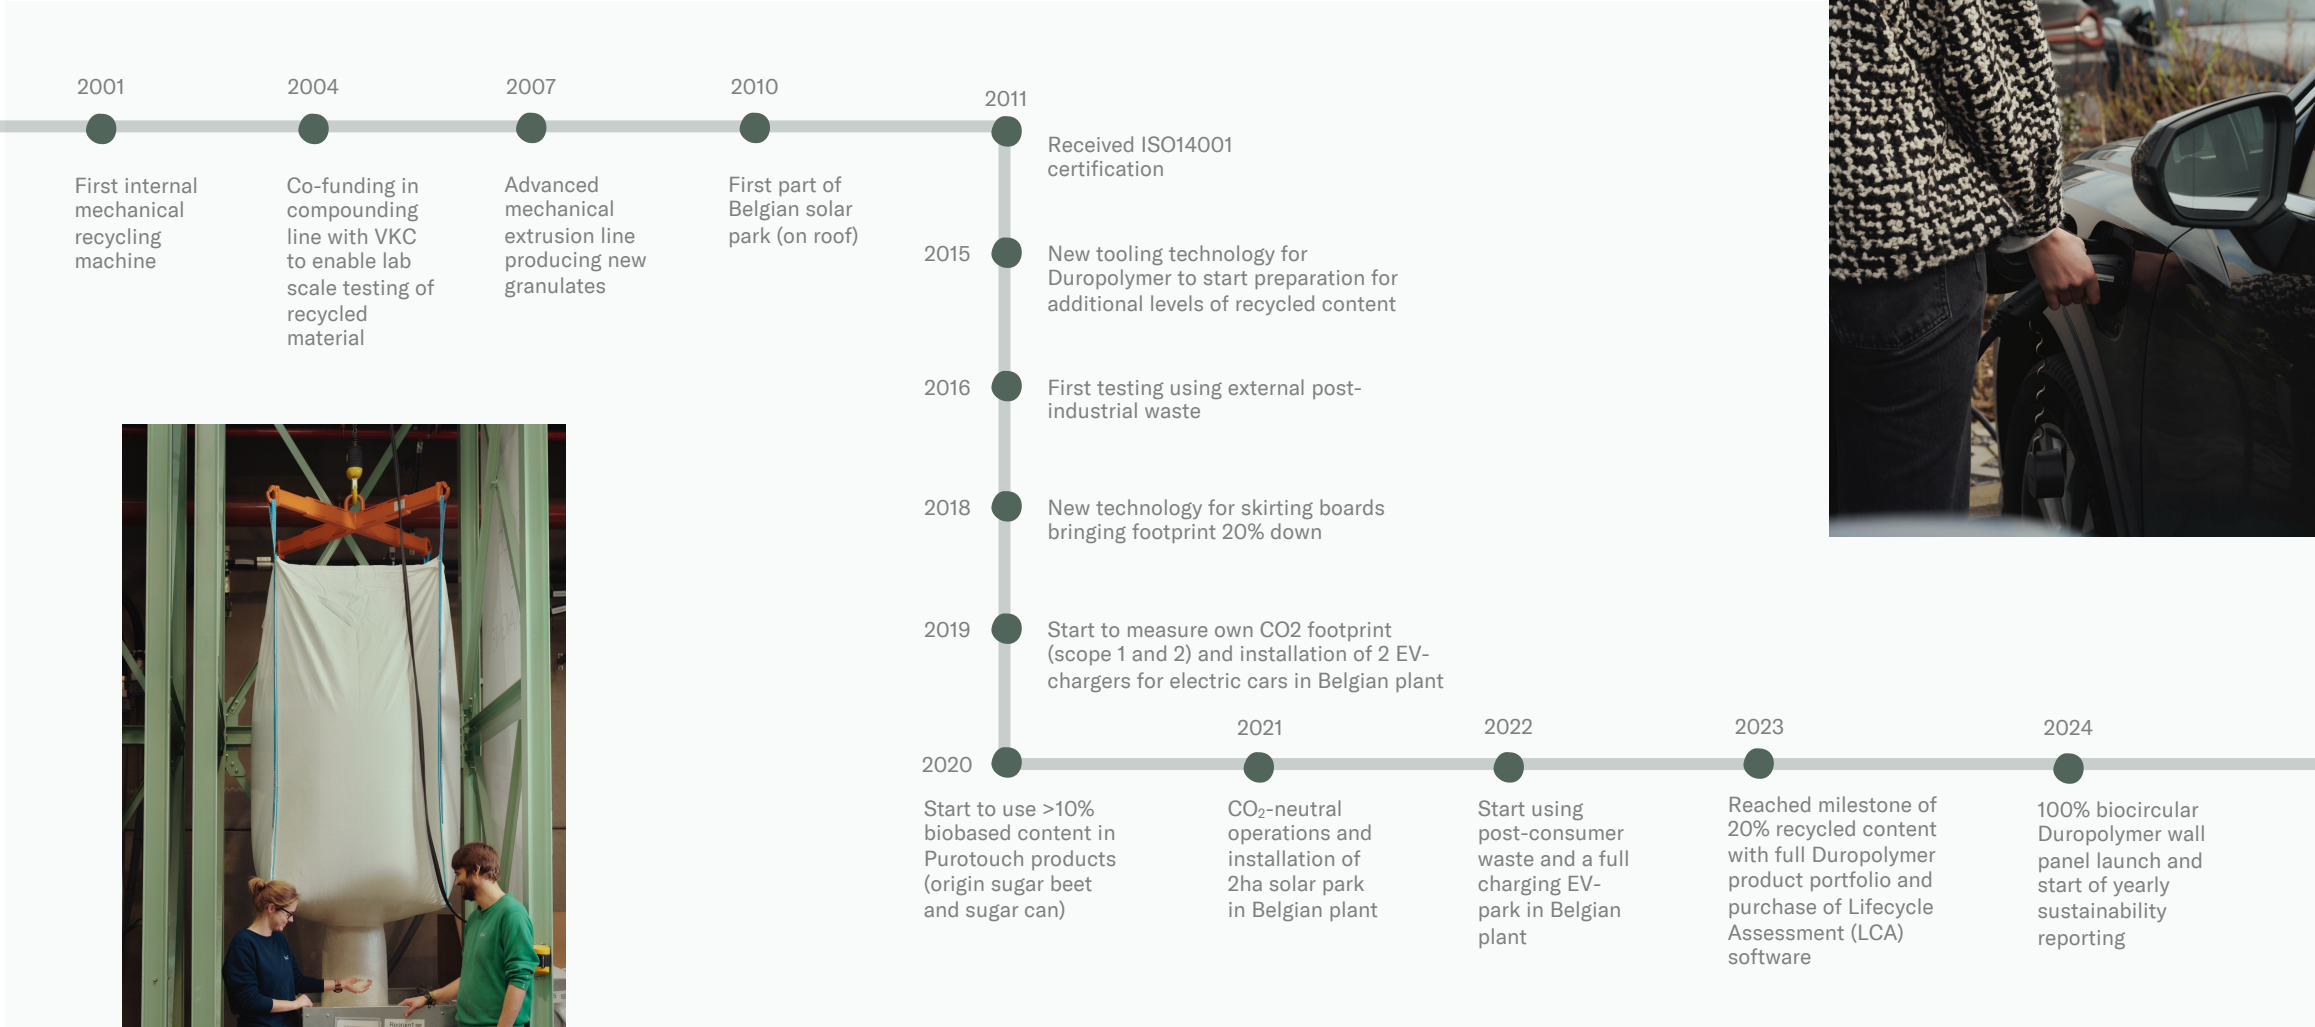 2001
First internal
mechanical
recycling
machine
2004
Co-funding in
compounding
line with VKC
to enable lab
scale testing of
recycled
material
2007
Advanced
mechanical
extrusion line
producing new
granulates
2010
First part of
Belgian solar
park (on roof)
2011
Received ISO14001
certification
2015
New tooling technology for
Duropolymer to start preparation for
additional levels of recycled content
2016
First testing using external post-
industrial waste
2018
New technology for skirting boards
bringing footprint 20% down
2019
Start to measure own CO2 footprint
(scope 1 and 2) and installation of 2 EV-
chargers for electric cars in Belgian plant
2020
Start to use >10%
biobased content in
Purotouch products
(origin sugar beet
and sugar can)
2021
CO₂-neutral
operations and
installation of
2ha solar park
in Belgian plant
2022
Start using
post-consumer
waste and a full
charging EV-
park in Belgian
plant
2023
Reached milestone of
20% recycled content
with full Duropolymer
product portfolio and
purchase of Lifecycle
Assessment (LCA)
software
2024
100% biocircular
Duropolymer wall
panel launch and
start of yearly
sustainability
reporting